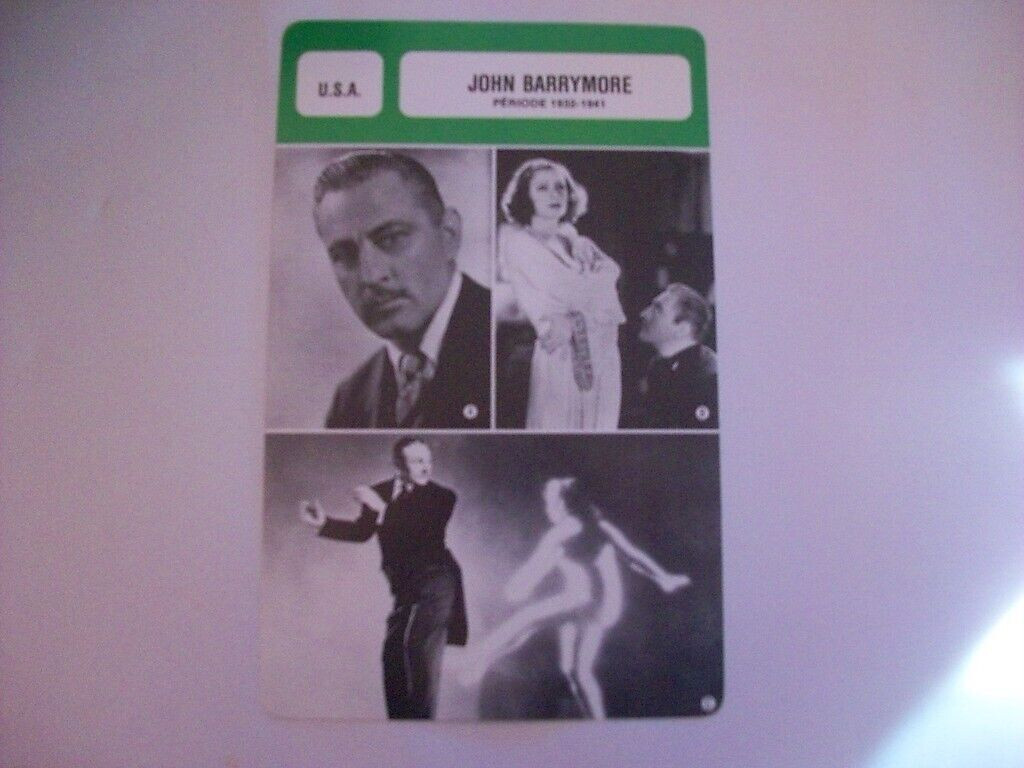 U.S.A.
JOHN BARRYMORE
PÉRIODE 1932-1941